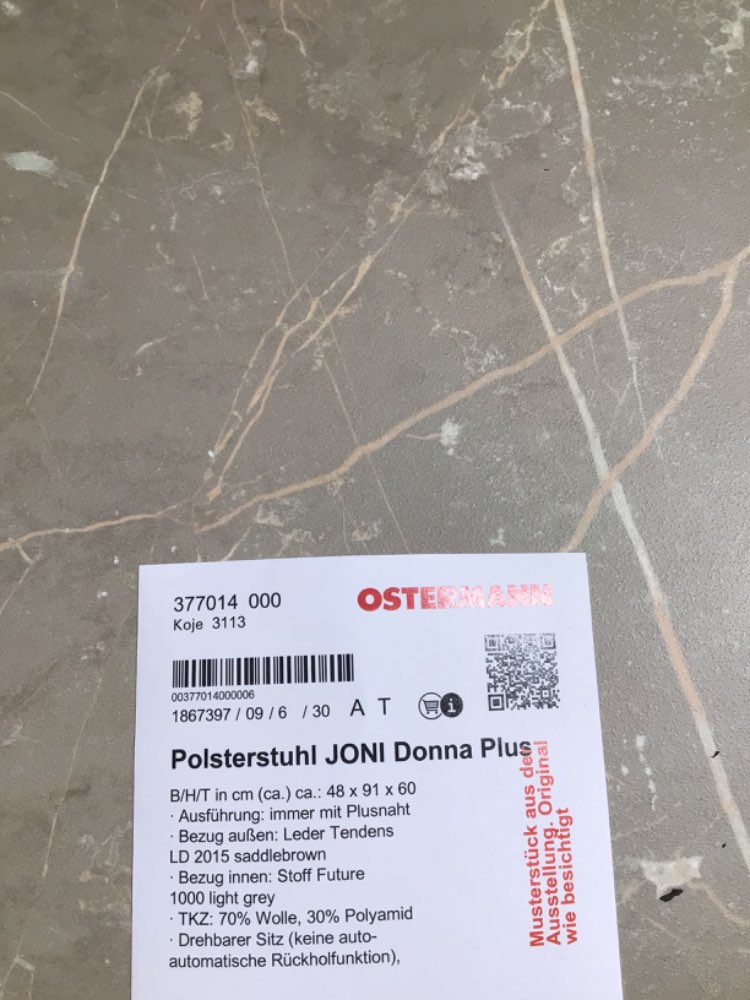 377014 000
OSTERMANN
Koje 3113
00377014000006
1867397 / 09 / 6 / 30 A T
i
Polsterstuhl JONI Donna Plus
B/H/T in cm (ca.) ca.: 48 x 91 x 60
· Ausführung: immer mit Plusnaht
· Bezug außen: Leder Tendens
LD 2015 saddlebrown
· Bezug innen: Stoff Future
1000 light grey
· TKZ: 70% Wolle, 30% Polyamid
· Drehbarer Sitz (keine auto-
automatische Rückholfunktion),
Musterstück aus der
Ausstellung. Original
wie besichtigt